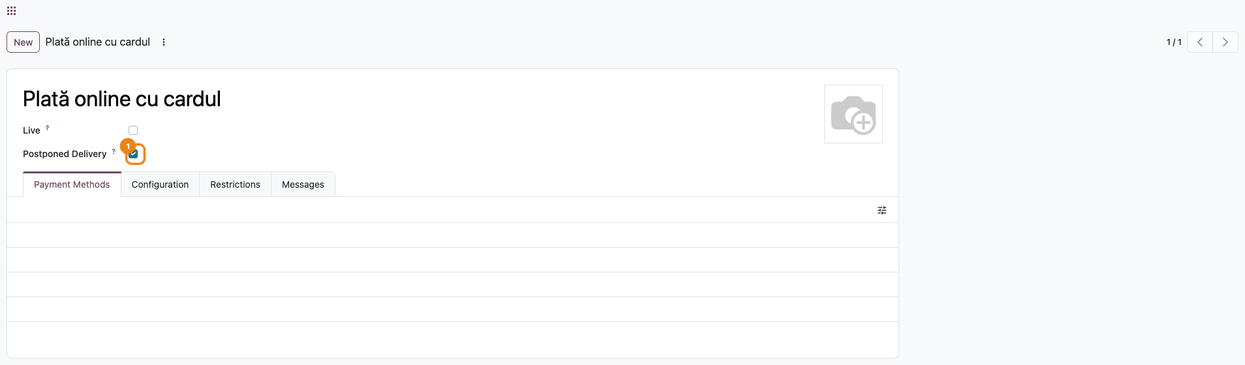 New Plată online cu cardul 1 / 1
Plată online cu cardul
Live ?
Postponed Delivery ? 1
Payment Methods Configuration Restrictions Messages